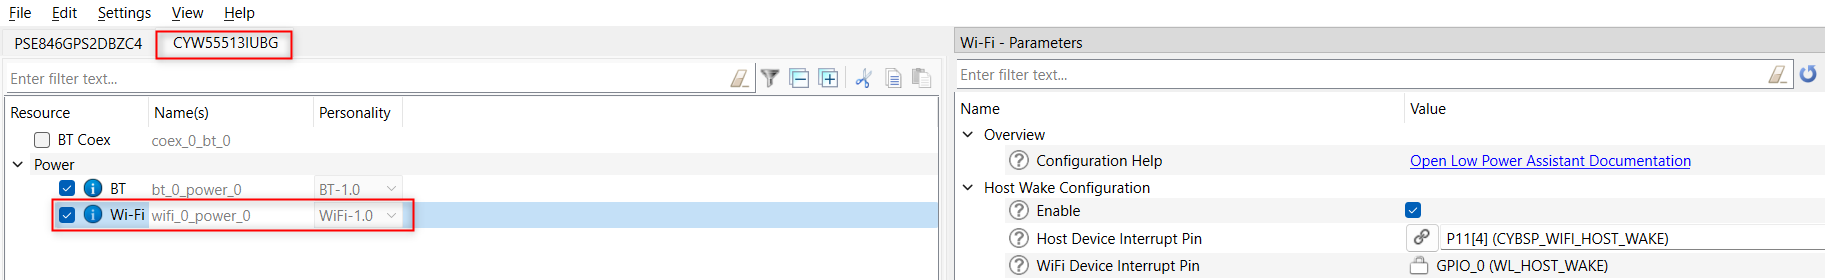 File Edit Settings View Help
PSE846GPS2DBZC4 CYW55513IUBG
Enter filter text...
Resource Name(s) Personality
BT Coex coex_0_bt_0
Power
BT bt_0_power_0 BT-1.0
Wi-Fi wifi_0_power_0 WiFi-1.0
Wi-Fi - Parameters
Enter filter text...
Name Value
Overview
Configuration Help Open Low Power Assistant Documentation
Host Wake Configuration
Enable
Host Device Interrupt Pin P11[4] (CYBSP_WIFI_HOST_WAKE)
WiFi Device Interrupt Pin GPIO_0 (WL_HOST_WAKE)